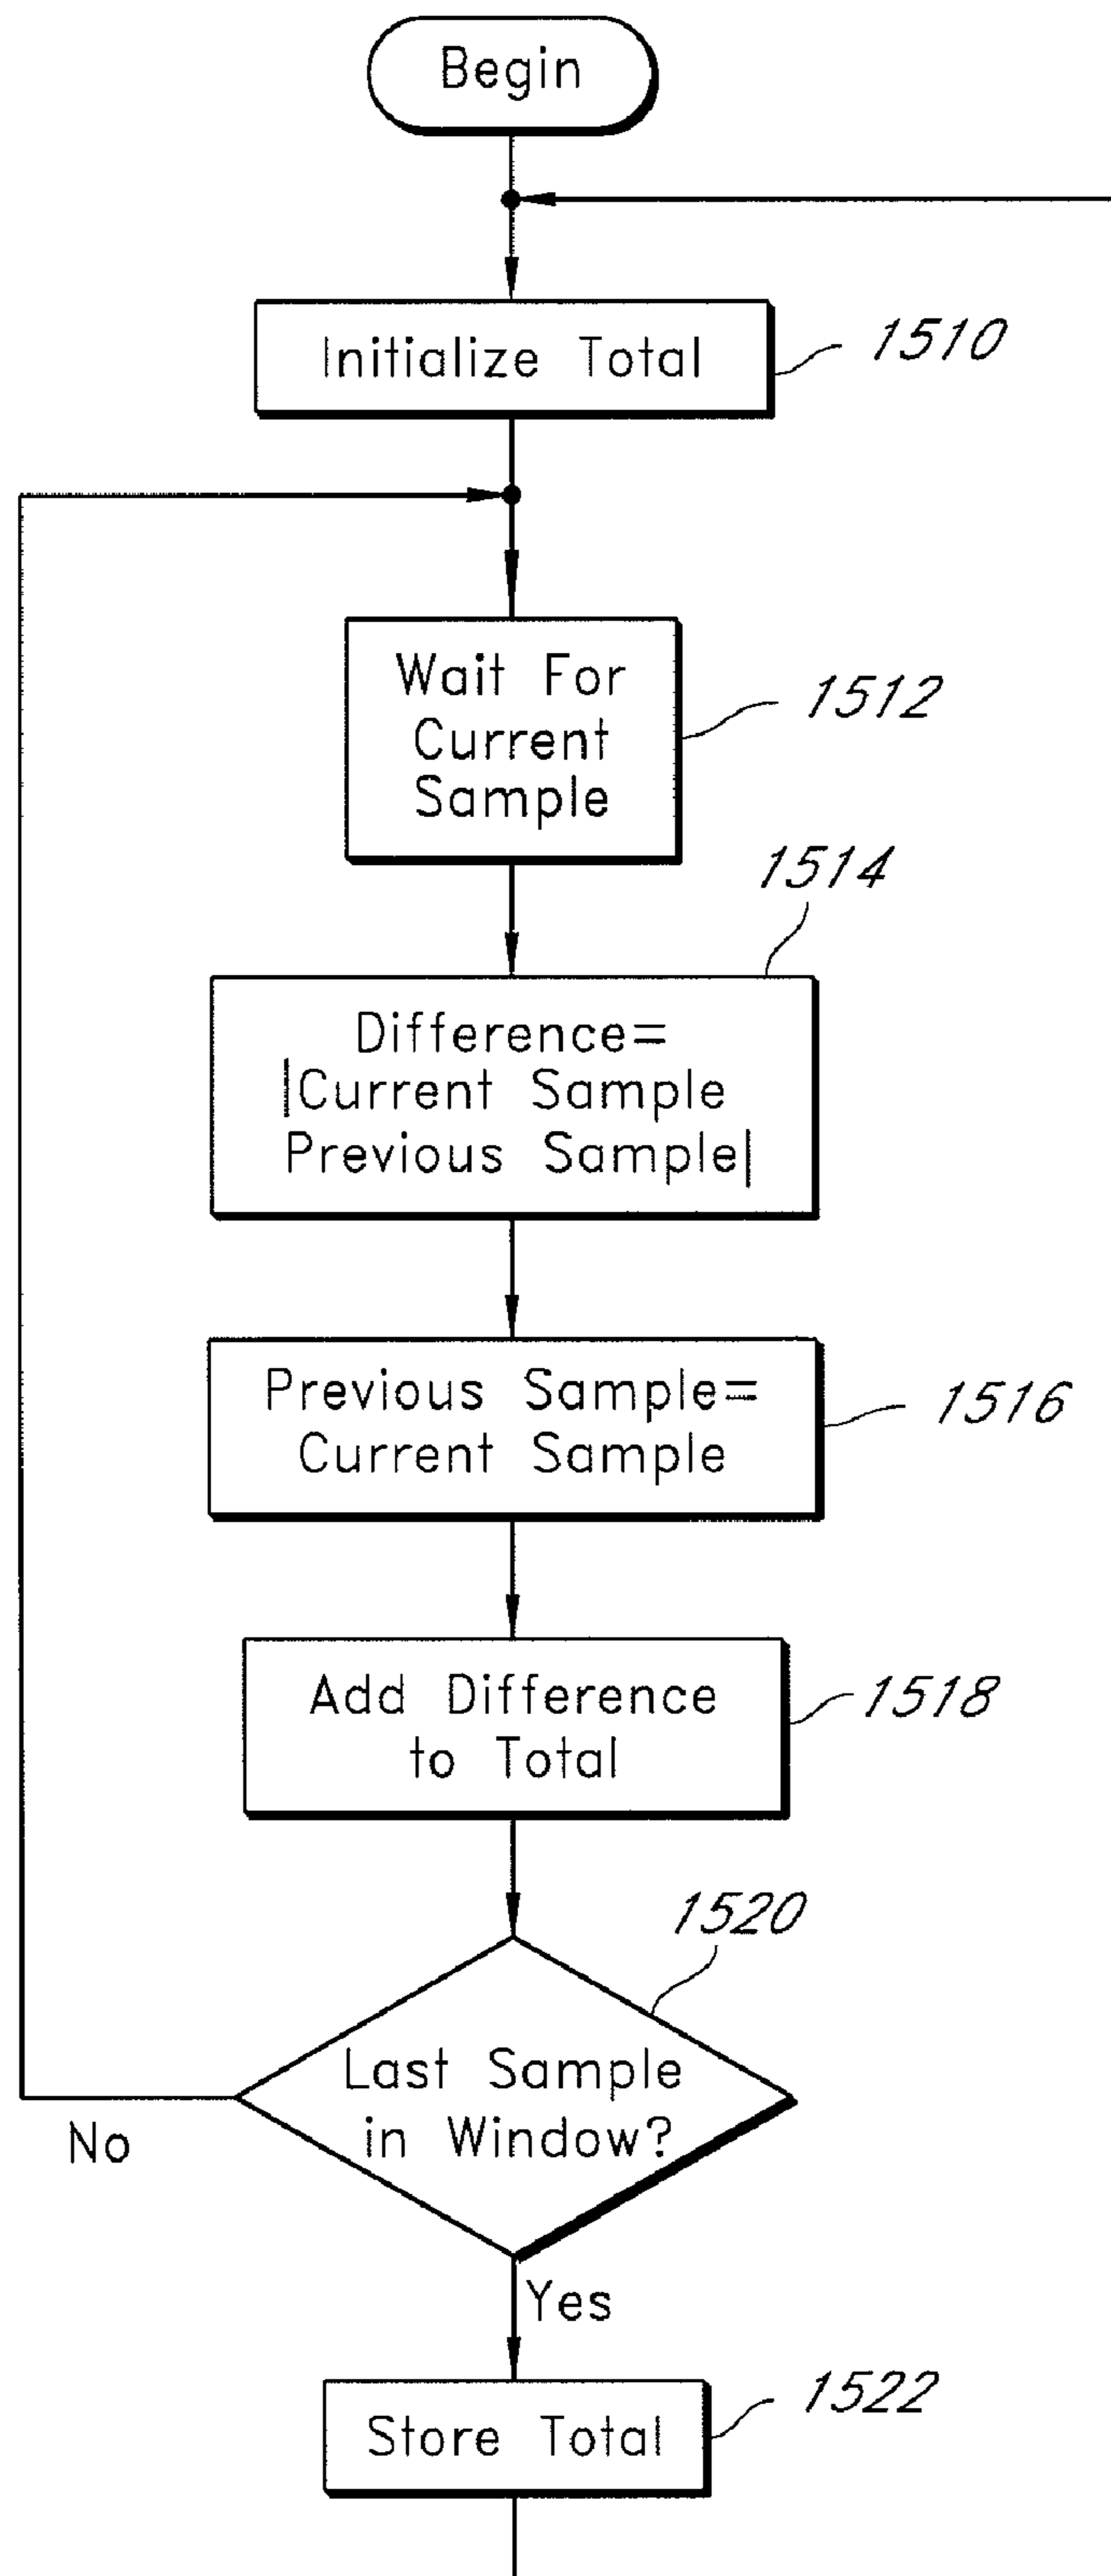 Begin
Initialize Total
1510
Wait For
Current
Sample
1512
1514
Difference=
|Current Sample
Previous Sample|
Previous Sample=
Current Sample
1516
Add Difference
to Total
1518
1520
Last Sample
in Window?
No
Yes
Store Total
1522